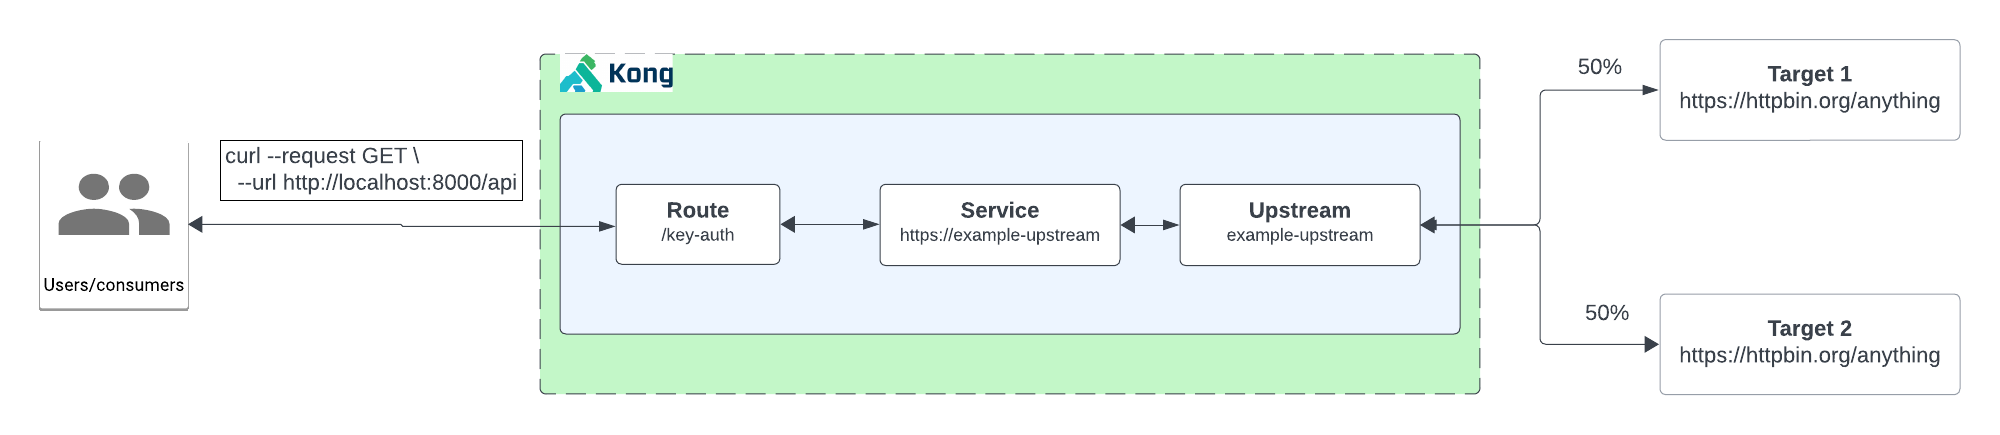 Kong
curl --request GET \
--url http://localhost:8000/api
Users/consumers
Route
/key-auth
Service
https://example-upstream
Upstream
example-upstream
50%
Target 1
https://httpbin.org/anything
50%
Target 2
https://httpbin.org/anything